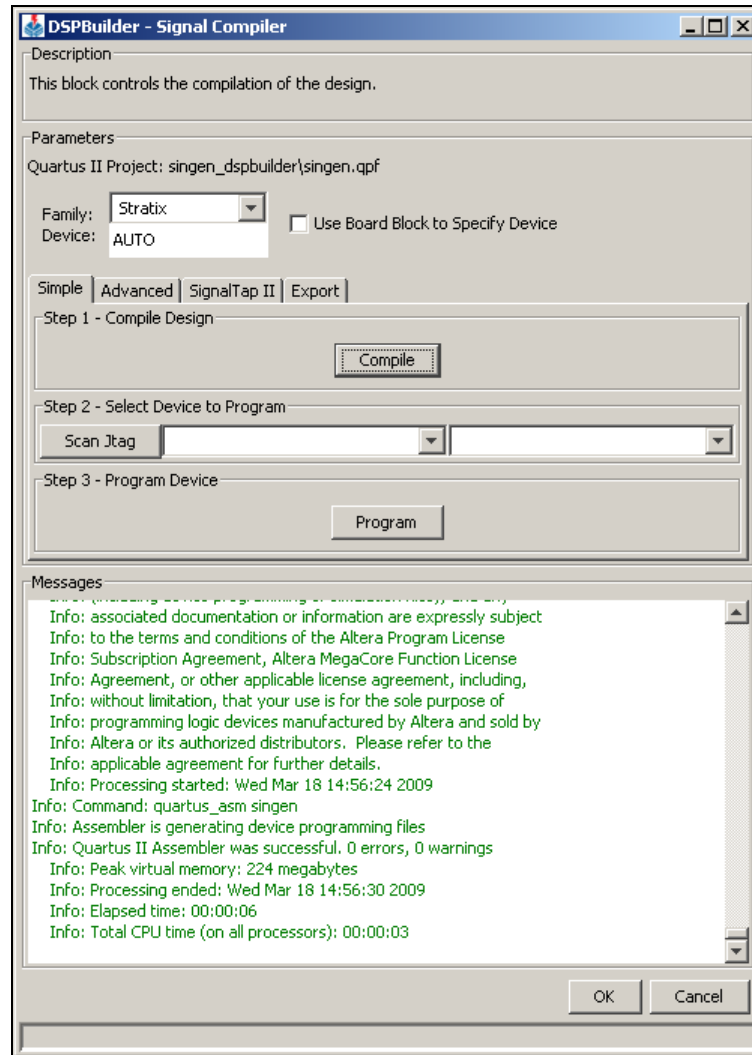 DSPBuilder - Signal Compiler
Description
This block controls the compilation of the design.
Parameters
Quartus II Project: singen_dspbuilder\singen.qpf
Family: Stratix
Use Board Block to Specify Device
Device: AUTO
Simple Advanced SignalTap II Export
Step 1 - Compile Design
Compile
Step 2 - Select Device to Program
Scan Jtag
Step 3 - Program Device
Program
Messages
Info: associated documentation or information are expressly subject
Info: to the terms and conditions of the Altera Program License
Info: Subscription Agreement, Altera MegaCore Function License
Info: Agreement, or other applicable license agreement, including,
Info: without limitation, that your use is for the sole purpose of
Info: programming logic devices manufactured by Altera and sold by
Info: Altera or its authorized distributors.  Please refer to the
Info: applicable agreement for further details.
Info: Processing started: Wed Mar 18 14:56:24 2009
Info: Command: quartus_asm singen
Info: Assembler is generating device programming files
Info: Quartus II Assembler was successful. 0 errors, 0 warnings
Info: Peak virtual memory: 224 megabytes
Info: Processing ended: Wed Mar 18 14:56:30 2009
Info: Elapsed time: 00:00:06
Info: Total CPU time (on all processors): 00:00:03
OK Cancel